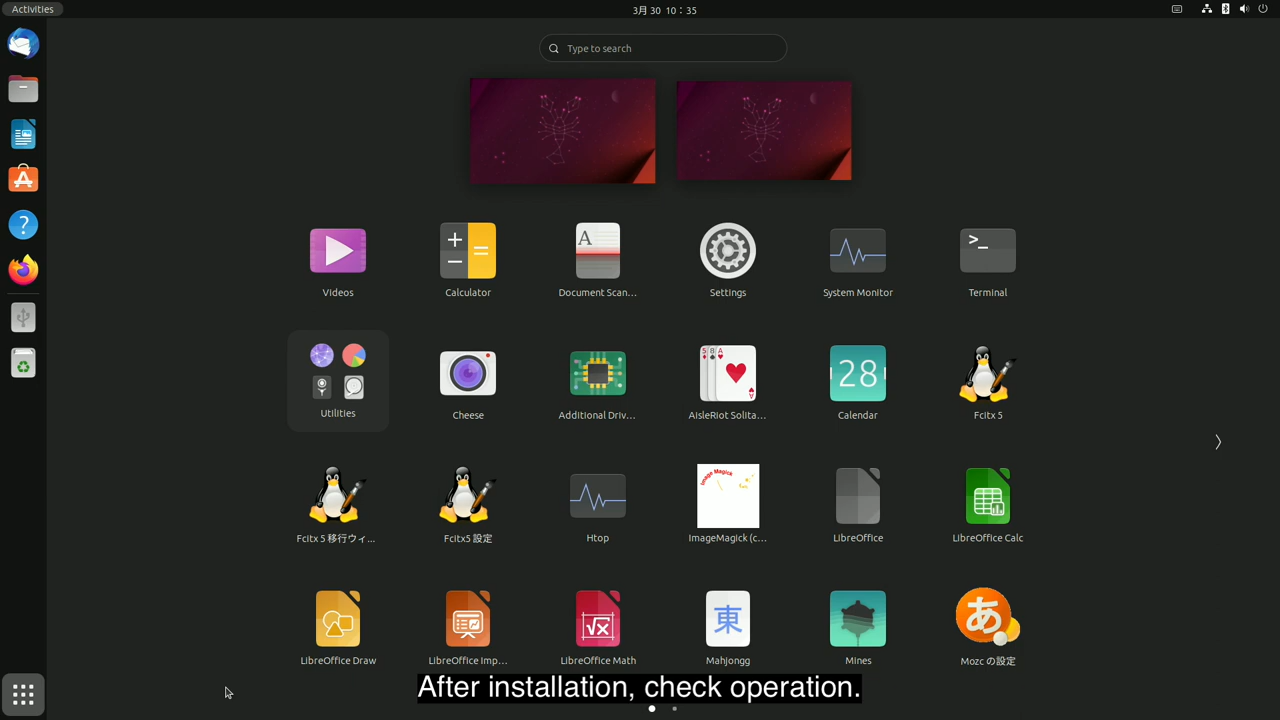 Activities
3月 30 10：35
Type to search
Videos
Calculator
Document Scan…
Settings
System Monitor
Terminal
Utilities
Cheese
Additional Driv…
AisleRiot Solita…
28
Calendar
Fcitx 5
Fcitx 5 移行ウィ…
Fcitx5 設定
Htop
Image Magick
ImageMagick (c…
LibreOffice
LibreOffice Calc
LibreOffice Draw
LibreOffice Imp…
LibreOffice Math
東
Mahjongg
Mines
あ
Mozc の設定
After installation, check operation.